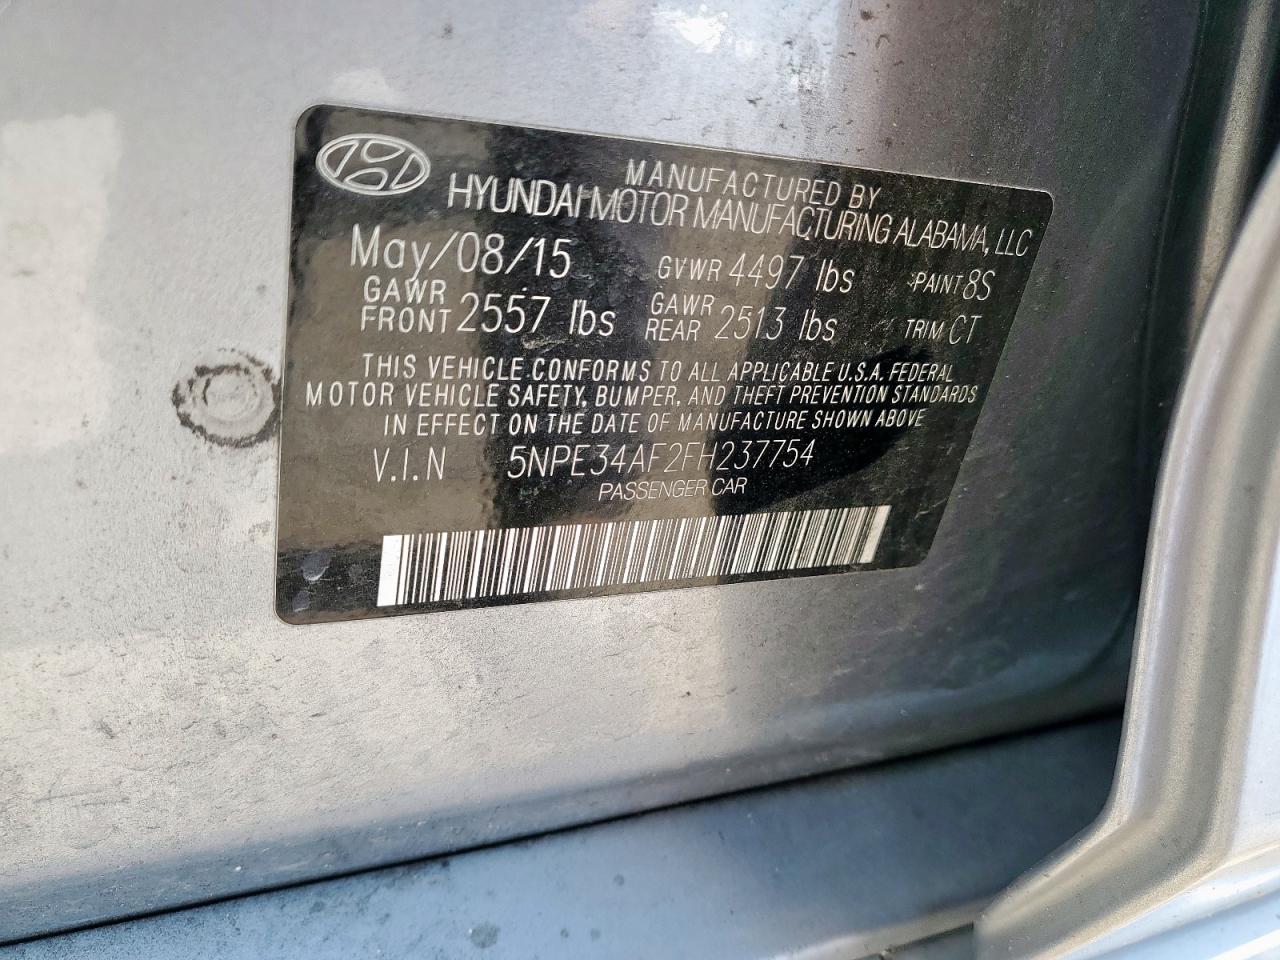 MANUFACTURED BY
HYUNDAI MOTOR MANUFACTURING ALABAMA, LLC
May/08/15 GVWR 4497 lbs PAINT 8S
GAWR FRONT 2557 lbs GAWR REAR 2513 lbs TRIM CT
THIS VEHICLE CONFORMS TO ALL APPLICABLE U.S.A. FEDERAL
MOTOR VEHICLE SAFETY, BUMPER, AND THEFT PREVENTION STANDARDS
IN EFFECT ON THE DATE OF MANUFACTURE SHOWN ABOVE
V.I.N 5NPE34AF2FH237754
PASSENGER CAR